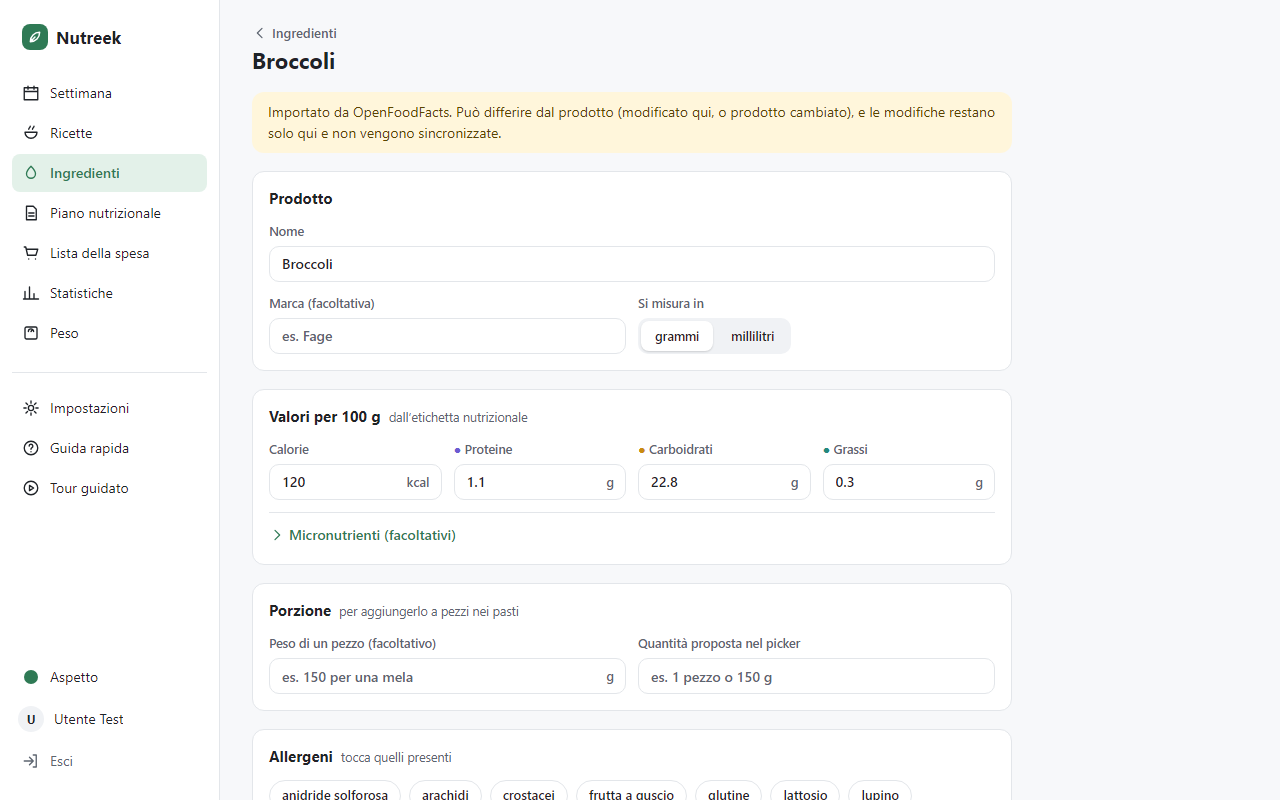 Nutreek
Settimana
Ricette
Ingredienti
Piano nutrizionale
Lista della spesa
Statistiche
Peso
Impostazioni
Guida rapida
Tour guidato
Aspetto
U Utente Test
Esci
Ingredienti
Broccoli
Importato da OpenFoodFacts. Può differire dal prodotto (modificato qui, o prodotto cambiato), e le modifiche restano
solo qui e non vengono sincronizzate.
Prodotto
Nome
Broccoli
Marca (facoltativa) Si misura in
es. Fage grammi millilitri
Valori per 100 g dall'etichetta nutrizionale
Calorie Proteine Carboidrati Grassi
120 kcal 1.1 g 22.8 g 0.3 g
Micronutrienti (facoltativi)
Porzione per aggiungerlo a pezzi nei pasti
Peso di un pezzo (facoltativo) Quantità proposta nel picker
es. 150 per una mela g es. 1 pezzo o 150 g
Allergeni tocca quelli presenti
anidride solforosa arachidi crostacei frutta a guscio glutine lattosio lupino